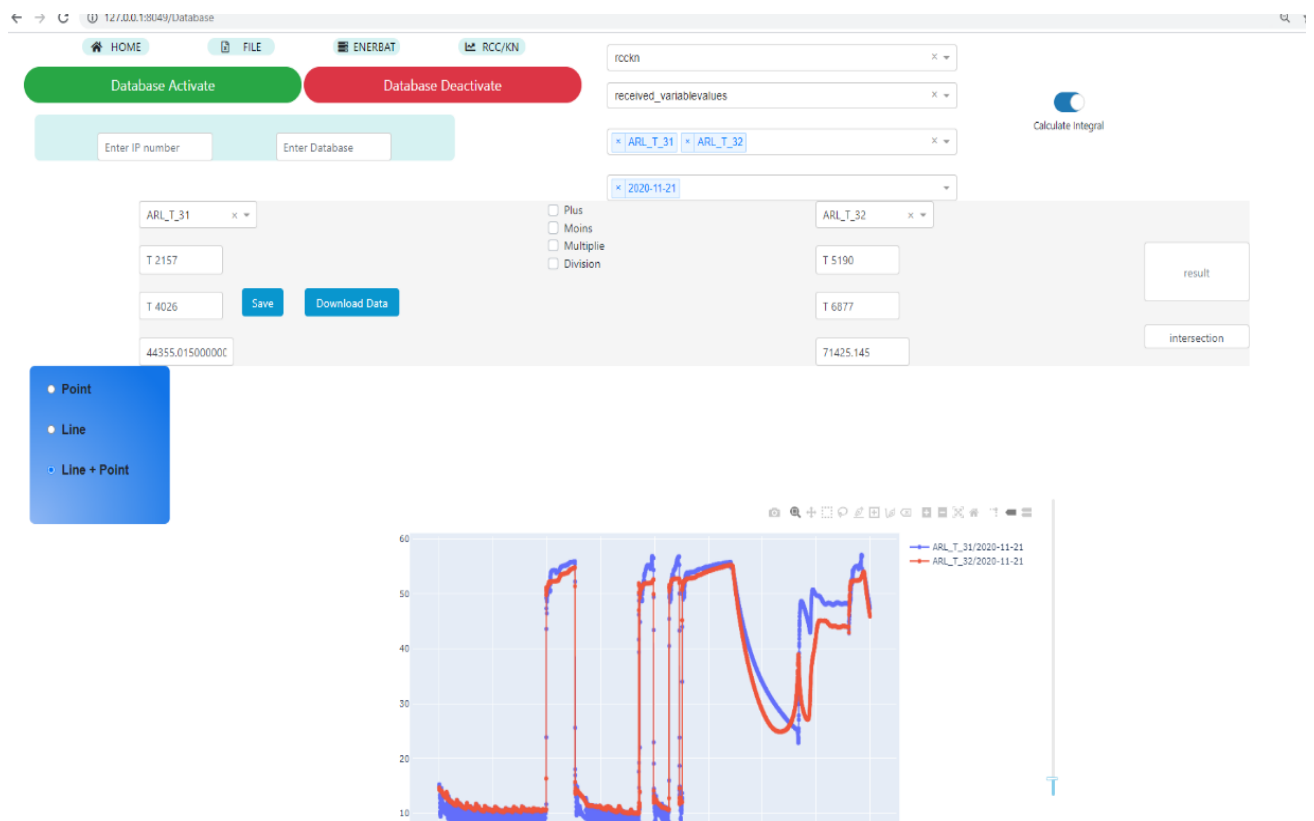 127.0.0.1:8049/Database
HOME FILE ENERBAT RCC/KN
Database Activate Database Deactivate
Enter IP number Enter Database
rcckn
received_variablevalues
× ARL_T_31 × ARL_T_32
× 2020-11-21
Calculate Integral
ARL_T_31
T 2157
T 4026 Save Download Data
44355.01500000
Plus
Moins
Multiplie
Division
ARL_T_32
T 5190
T 6877
71425.145
result
intersection
Point
Line
Line + Point
ARL_T_31/2020-11-21
ARL_T_32/2020-11-21
60
50
40
30
20
10